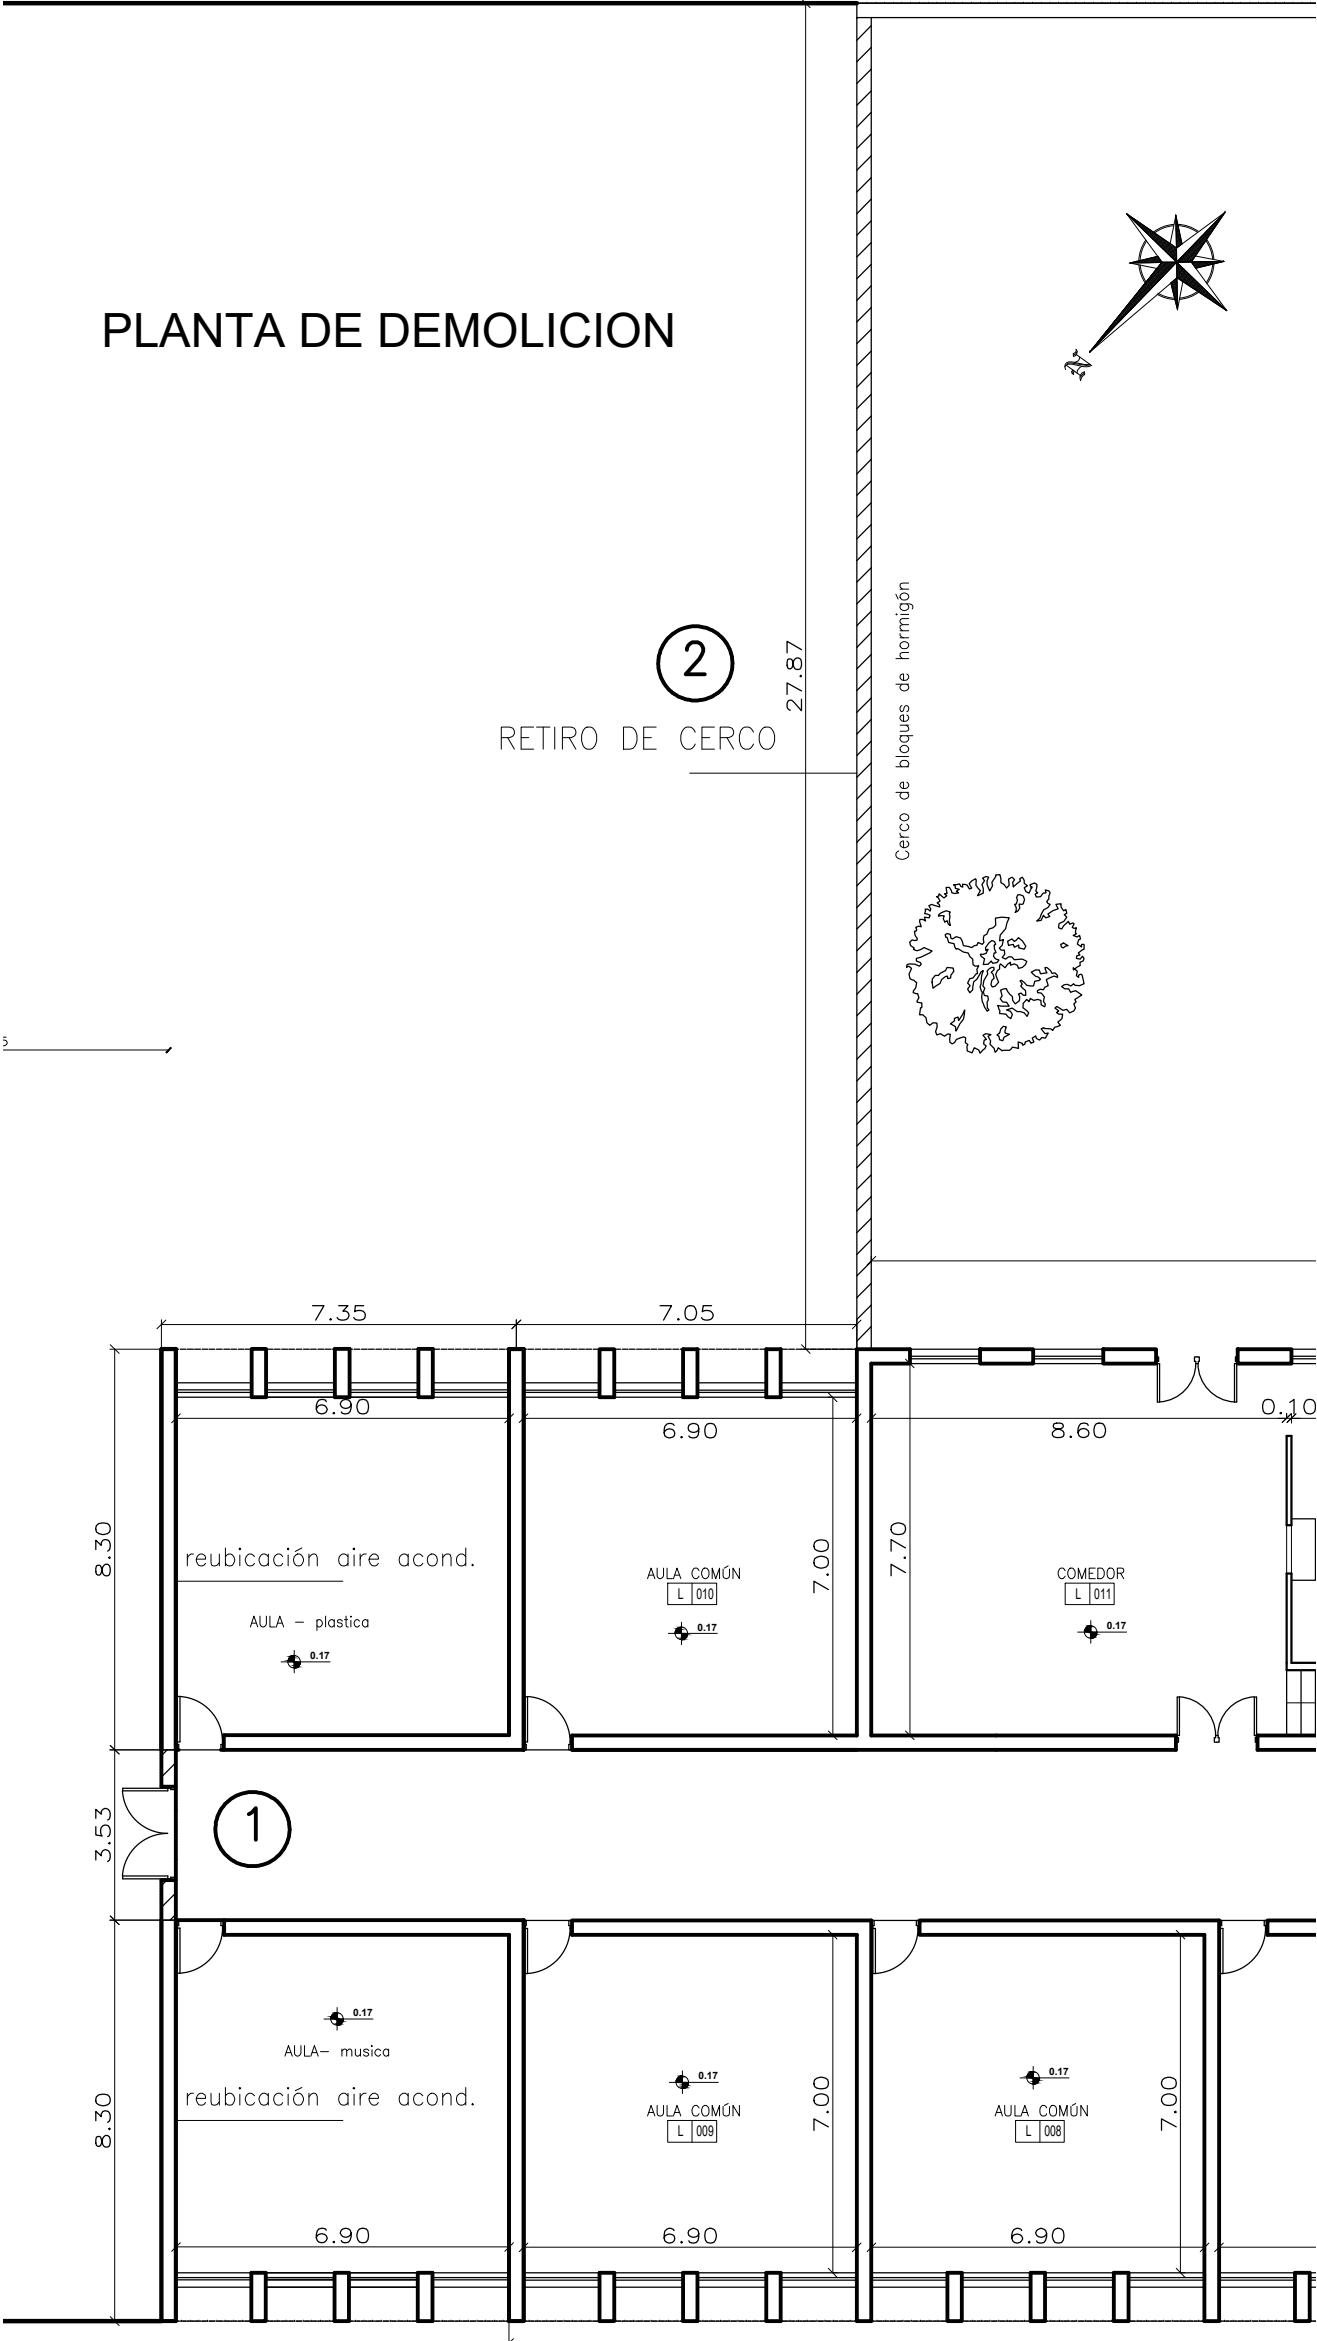 N
PLANTA DE DEMOLICION
2
27.87
RETIRO DE CERCO
Cerco de bloques de hormigón
7.35
7.05
6.90
6.90
8.60
0.10
8.30
7.00
7.70
reubicación aire acond.
AULA - plastica
0.17
AULA COMÚN
L 010
0.17
COMEDOR
L 011
0.17
3.53
1
8.30
0.17
AULA- musica
reubicación aire acond.
0.17
AULA COMÚN
L 009
7.00
0.17
AULA COMÚN
L 008
7.00
6.90
6.90
6.90